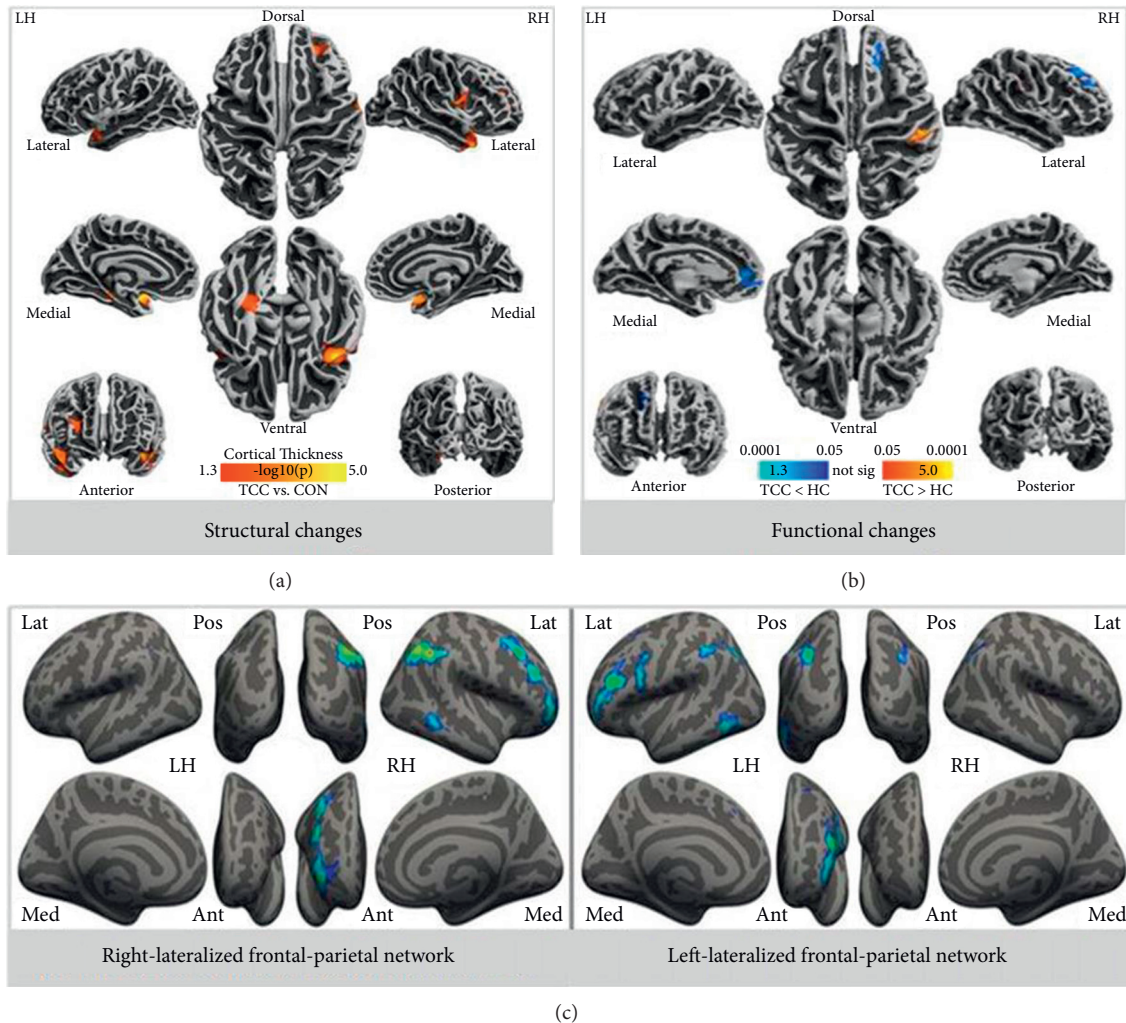 LH
Dorsal
RH
Lateral
Lateral
Medial
Medial
Ventral
Cortical Thickness
1.3 -log10(p) 5.0
TCC vs. CON
Anterior
Posterior
Structural changes
(a)
LH
Dorsal
RH
Lateral
Lateral
Medial
Medial
Ventral
0.0001 0.05 0.05 0.0001
1.3 not sig 5.0
TCC < HC TCC > HC
Anterior
Posterior
Functional changes
(b)
Lat Pos Pos Lat
LH RH
Med Ant Ant Med
Right-lateralized frontal-parietal network
Lat Pos Pos Lat
LH RH
Med Ant Ant Med
Left-lateralized frontal-parietal network
(c)